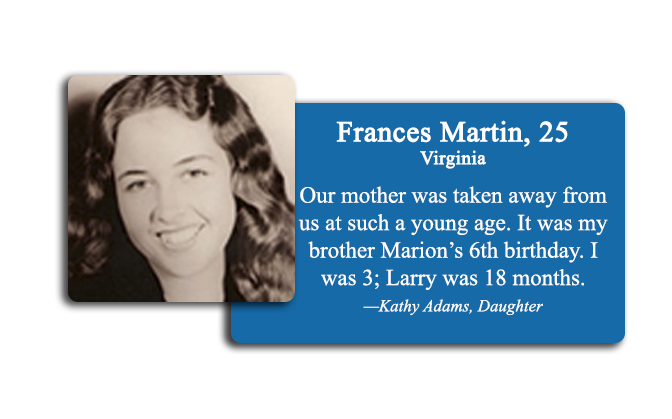 Frances Martin, 25
Virginia
Our mother was taken away from
us at such a young age. It was my
brother Marion’s 6th birthday. I
was 3; Larry was 18 months.
—Kathy Adams, Daughter